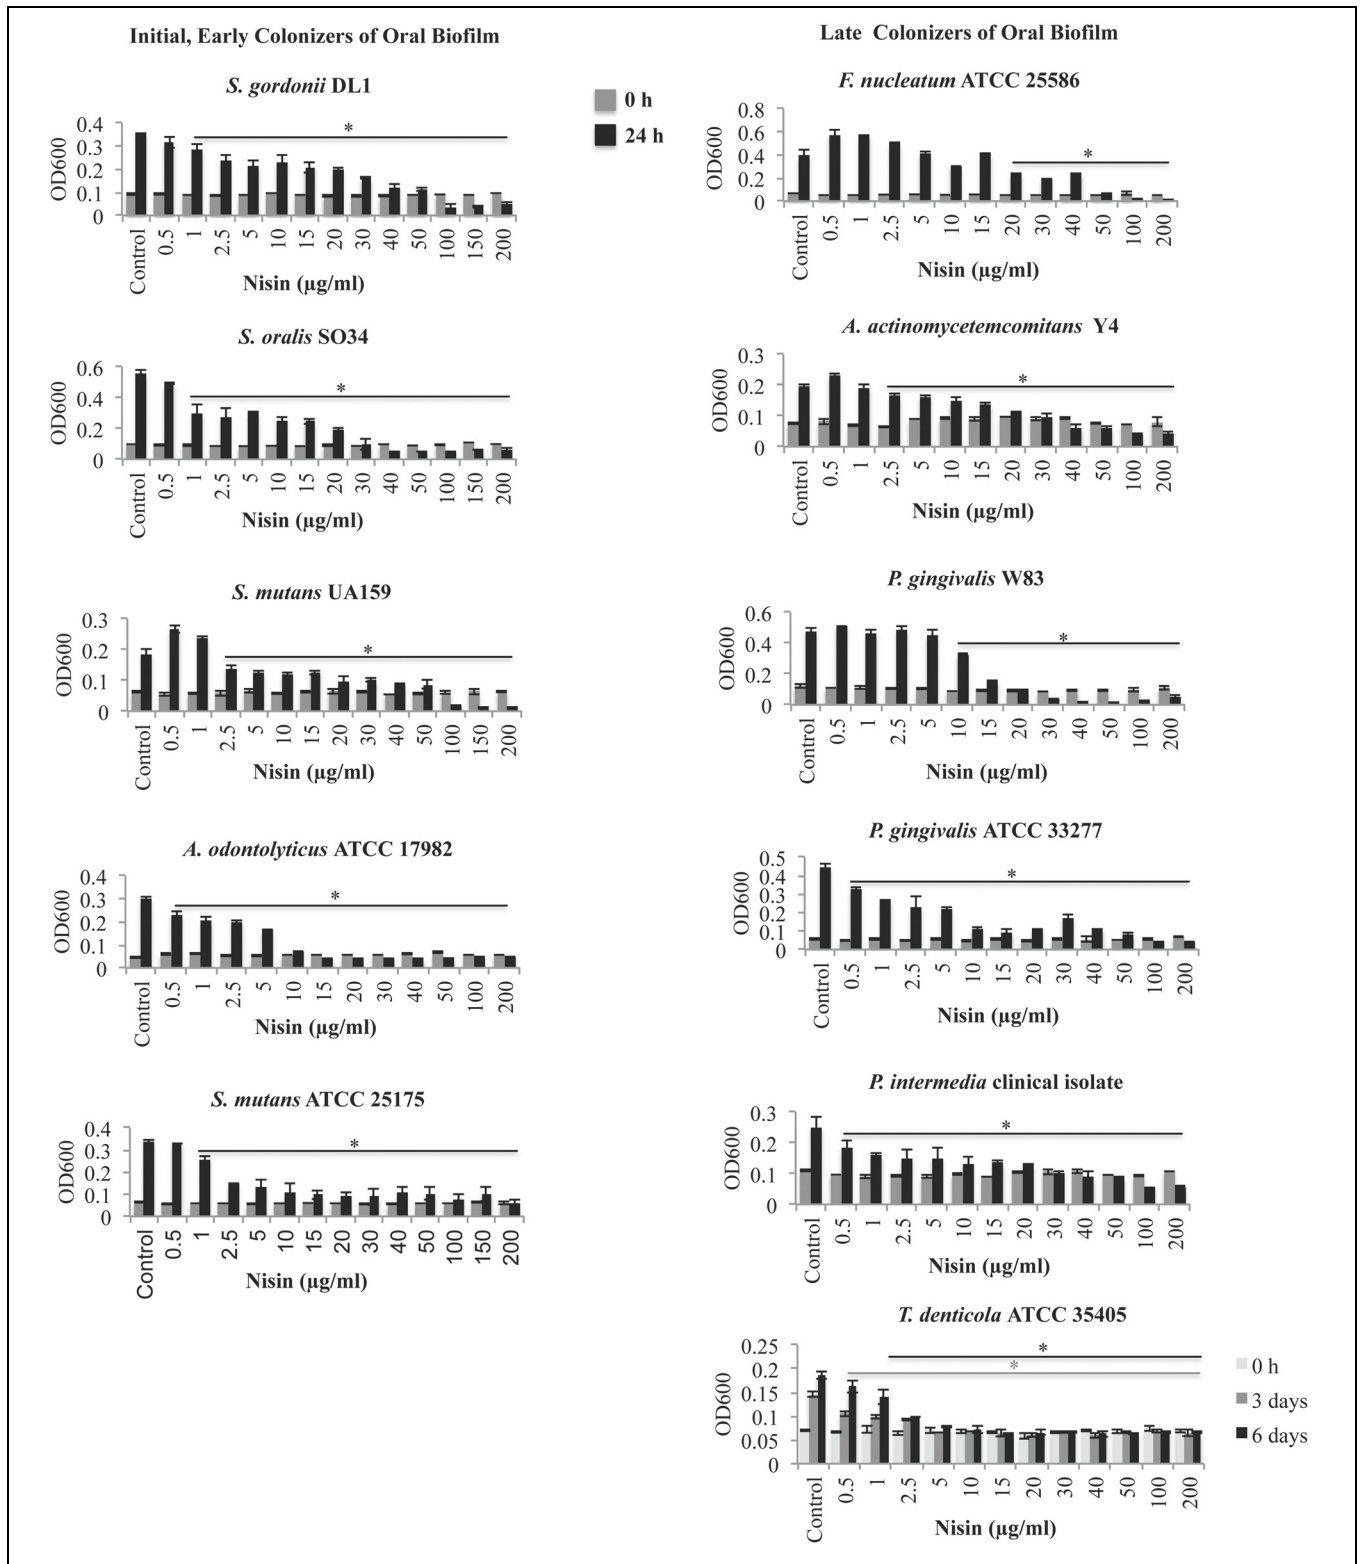 Initial, Early Colonizers of Oral Biofilm
S. gordonii DL1
0 h
24 h
OD600
0.4
0.3
0.2
0.1
0
*
Control 0.5 1 2.5 5 10 15 20 30 40 50 100 150 200
Nisin (µg/ml)
S. oralis SO34
OD600
0.6
0.4
0.2
0
*
Control 0.5 1 2.5 5 10 15 20 30 40 50 100 150 200
Nisin (µg/ml)
S. mutans UA159
OD600
0.3
0.2
0.1
0
*
Control 0.5 1 2.5 5 10 15 20 30 40 50 100 150 200
Nisin (µg/ml)
A. odontolyticus ATCC 17982
OD600
0.4
0.3
0.2
0.1
0
*
Control 0.5 1 2.5 5 10 15 20 30 40 50 100 200
Nisin (µg/ml)
S. mutans ATCC 25175
OD600
0.4
0.3
0.2
0.1
0
*
Control 0.5 1 2.5 5 10 15 20 30 40 50 100 150 200
Nisin (µg/ml)
Late Colonizers of Oral Biofilm
F. nucleatum ATCC 25586
OD600
0.8
0.6
0.4
0.2
0
*
Control 0.5 1 2.5 5 10 15 20 30 40 50 100 200
Nisin (µg/ml)
A. actinomycetemcomitans Y4
OD600
0.3
0.2
0.1
0
*
Control 0.5 1 2.5 5 10 15 20 30 40 50 100 200
Nisin (µg/ml)
P. gingivalis W83
OD600
0.6
0.4
0.2
0
*
Control 0.5 1 2.5 5 10 15 20 30 40 50 100 200
Nisin (µg/ml)
P. gingivalis ATCC 33277
OD600
0.5
0.4
0.3
0.2
0.1
0
*
Control 0.5 1 2.5 5 10 15 20 30 40 50 100 200
Nisin (µg/ml)
P. intermedia clinical isolate
OD600
0.3
0.2
0.1
0
*
Control 0.5 1 2.5 5 10 15 20 30 40 50 100 200
Nisin (µg/ml)
T. denticola ATCC 35405
OD600
0.25
0.2
0.15
0.1
0.05
0
*
*
0 h
3 days
6 days
Control 0.5 1 2.5 5 10 15 20 30 40 50 100 200
Nisin (µg/ml)